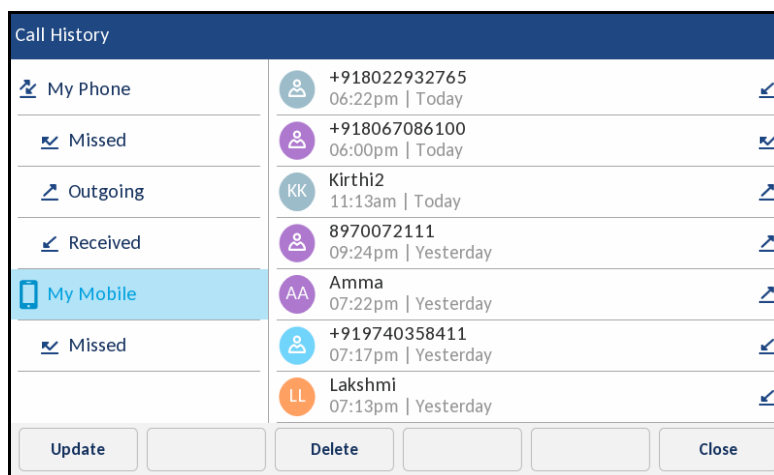 Call History
My Phone
Missed
Outgoing
Received
My Mobile
Missed
+918022932765
06:22pm | Today
+918067086100
06:00pm | Today
KK
Kirthi2
11:13am | Today
8970072111
09:24pm | Yesterday
AA
Amma
07:22pm | Yesterday
+919740358411
07:17pm | Yesterday
LL
Lakshmi
07:13pm | Yesterday
Update
Delete
Close